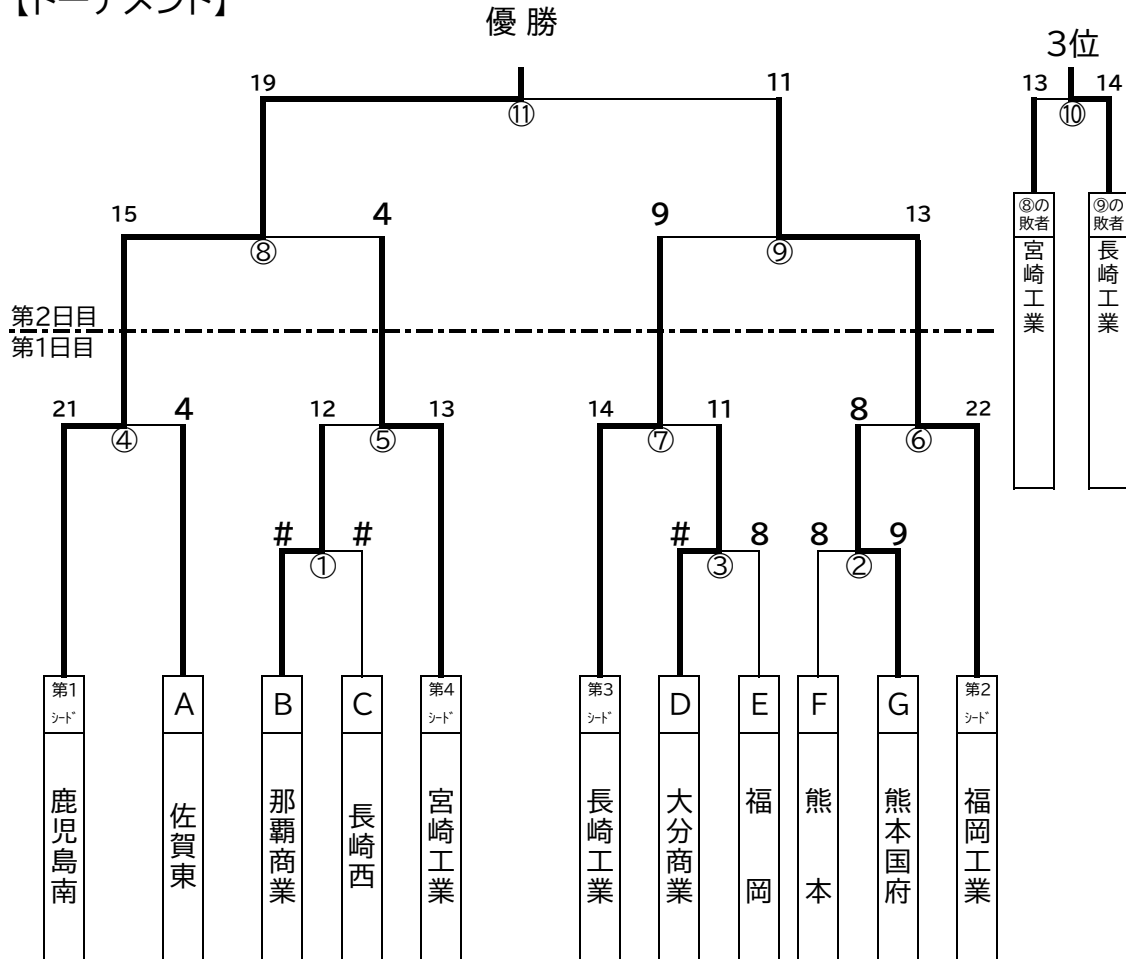 【トーナメント】
優 勝
3位
19
11
13
14
⑪
⑩
⑧の
敗者
宮崎工業
⑨の
敗者
長崎工業
15
4
9
13
⑧
⑨
第2日目
第1日目
21
4
12
13
14
11
8
22
④
⑤
⑦
⑥
#
#
#
8
8
9
①
③
②
第1
シード
鹿児島南
A
佐賀東
B
那覇商業
C
長崎西
第4
シード
宮崎工業
第3
シード
長崎工業
D
大分商業
E
福岡
F
熊本
G
熊本国府
第2
シード
福岡工業